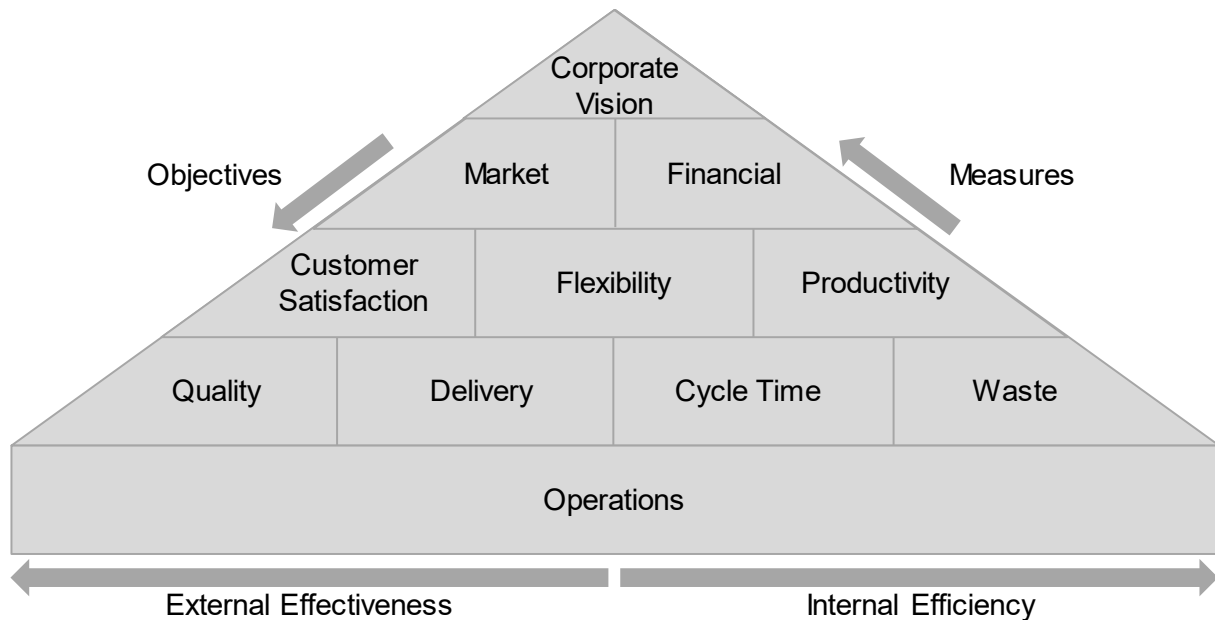 Corporate
Vision
Objectives
Market
Financial
Measures
Customer
Satisfaction
Flexibility
Productivity
Quality
Delivery
Cycle Time
Waste
Operations
External Effectiveness
Internal Efficiency